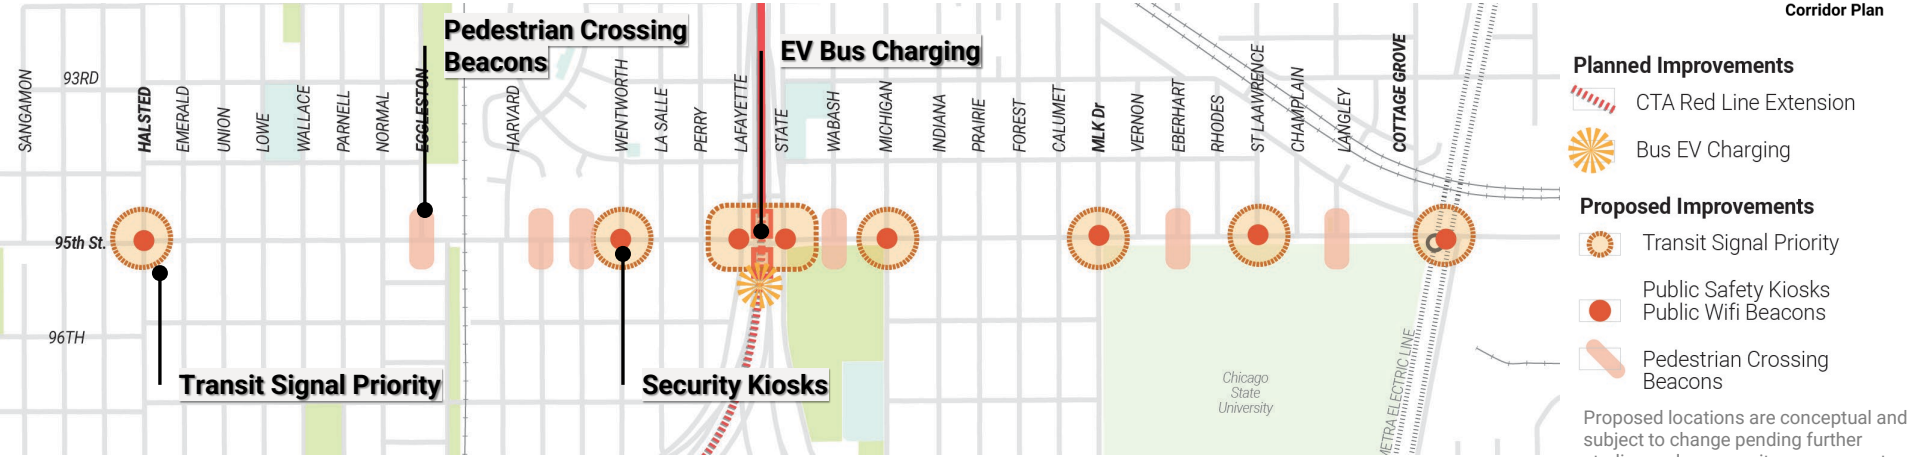 Corridor Plan
Pedestrian Crossing
Beacons
EV Bus Charging
93RD
SANGAMON
HALSTED
EMERALD
UNION
LOWE
WALLACE
PARNELL
NORMAL
EGGLESTON
HARVARD
WENTWORTH
LA SALLE
PERRY
LAFAYETTE
STATE
WABASH
MICHIGAN
INDIANA
PRAIRIE
FOREST
CALUMET
MLK Dr
VERNON
EBERHART
RHODES
ST LAWRENCE
CHAMPLAIN
LANGLEY
COTTAGE GROVE
95th St.
96TH
Transit Signal Priority
Security Kiosks
Chicago
State
University
METRA ELECTRIC LINE
Planned Improvements
CTA Red Line Extension
Bus EV Charging
Proposed Improvements
Transit Signal Priority
Public Safety Kiosks
Public Wifi Beacons
Pedestrian Crossing
Beacons
Proposed locations are conceptual and
subject to change pending further